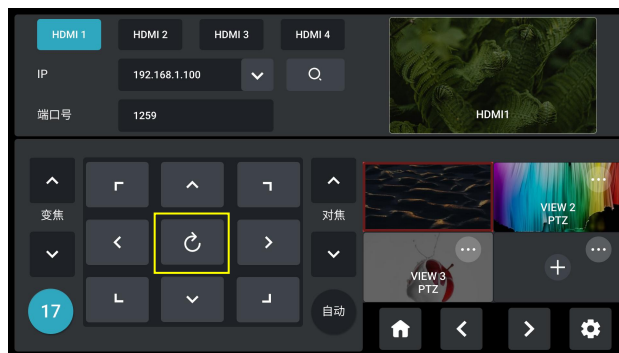 HDMI 1
HDMI 2
HDMI 3
HDMI 4
IP
192.168.1.100
端口号
1259
HDMI1
变焦
对焦
17
自动
VIEW 2
PTZ
VIEW 3
PTZ